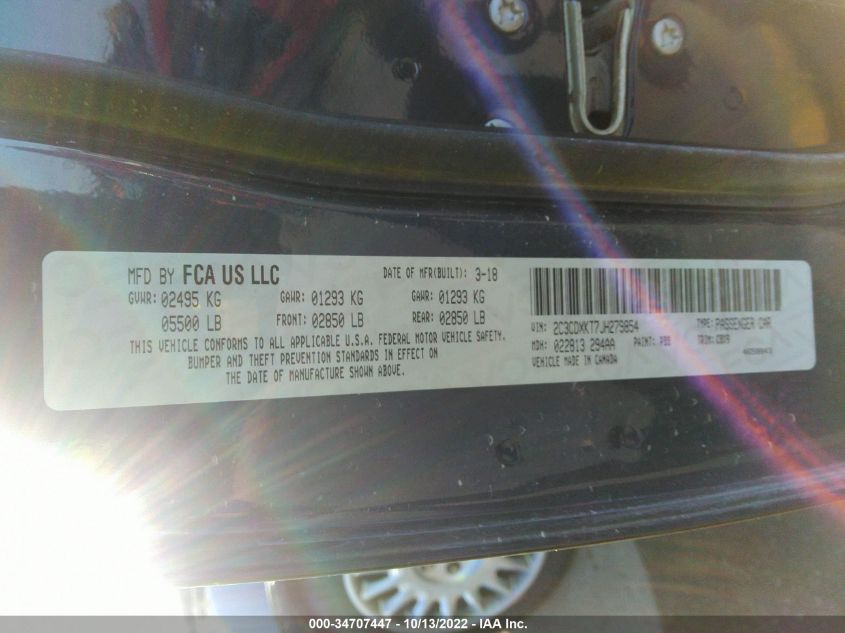 MFD BY FCA US LLC DATE OF MFR(BUILT): 3-18
GVWR: 02495 KG GAWR: 01293 KG GAWR: 01293 KG
05500 LB FRONT: 02850 LB REAR: 02850 LB
THIS VEHICLE CONFORMS TO ALL APPLICABLE U.S.A. FEDERAL MOTOR VEHICLE SAFETY.
BUMPER AND THEFT PREVENTION STANDARDS IN EFFECT ON
THE DATE OF MANUFACTURE SHOWN ABOVE.
VIN: 2C3CDXKT7JH279854 TYPE: PASSENGER CAR
MDH: 022813 294AA PAINT: PB8 TRIM:
VEHICLE MADE IN CANADA
000-34707447 - 10/13/2022 - IAA Inc.